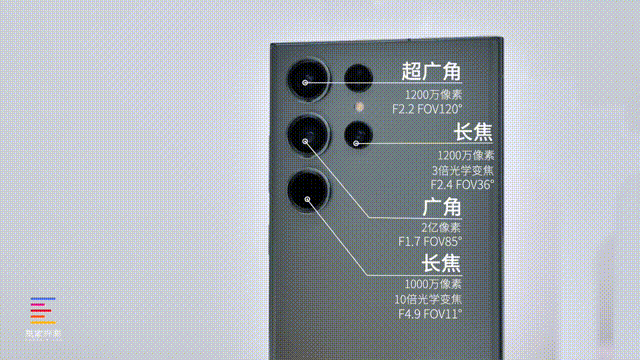 超广角
1200万像素
F2.2 FOV120°
长焦
1200万像素
3倍光学变焦
F2.4 FOV36°
广角
2亿像素
F1.7 FOV85°
长焦
1000万像素
10倍光学变焦
F4.9 FOV11°